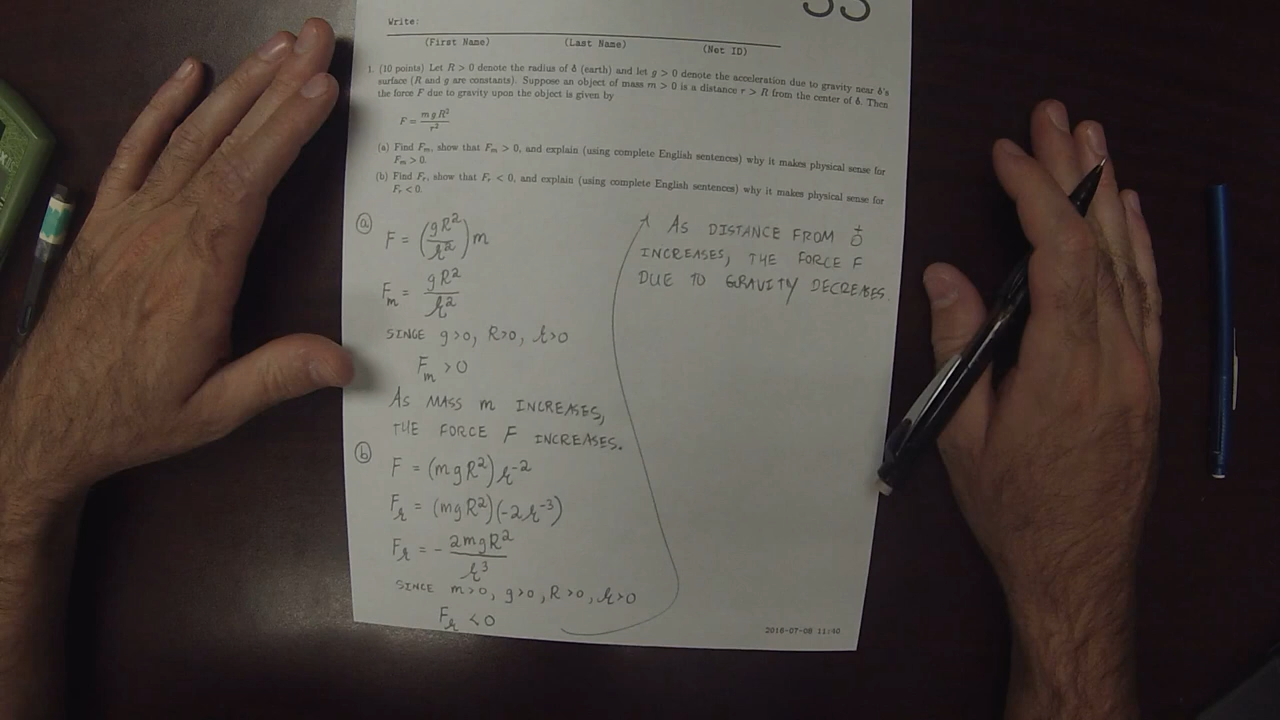 Write:
(First Name) (Last Name) (Net ID)
1. (10 points) Let R > 0 denote the radius of ♁ (earth) and let g > 0 denote the acceleration due to gravity near ♁'s
surface (R and g are constants). Suppose an object of mass m > 0 is a distance r > R from the center of ♁. Then
the force F due to gravity upon the object is given by
F = m g R² / r²
(a) Find Fₘ, show that Fₘ > 0, and explain (using complete English sentences) why it makes physical sense for
Fₘ > 0.
(b) Find Fᵣ, show that Fᵣ < 0, and explain (using complete English sentences) why it makes physical sense for
Fᵣ < 0.
(a) F = (gR²/r²) m
Fₘ = gR²/r²
SINCE g>0, R>0, r>0
Fₘ > 0
AS MASS m INCREASES,
THE FORCE F INCREASES.
(b) F = (mgR²) r⁻²
Fᵣ = (mgR²)(-2r⁻³)
Fᵣ = - 2mgR²/r³
SINCE m>0, g>0, R>0, r>0
Fᵣ < 0
AS DISTANCE FROM ♁
INCREASES, THE FORCE F
DUE TO GRAVITY DECREASES.
2016-07-08 11:40